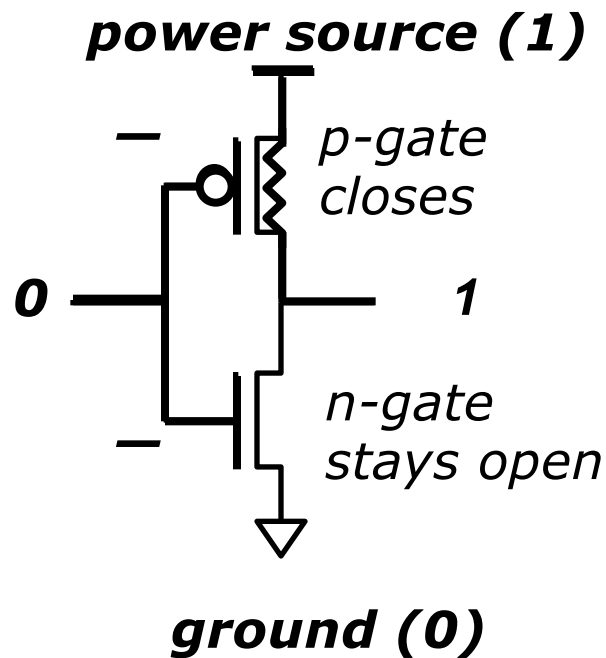 power source (1)
–
p-gate
closes
0
1
n-gate
–
stays open
ground (0)